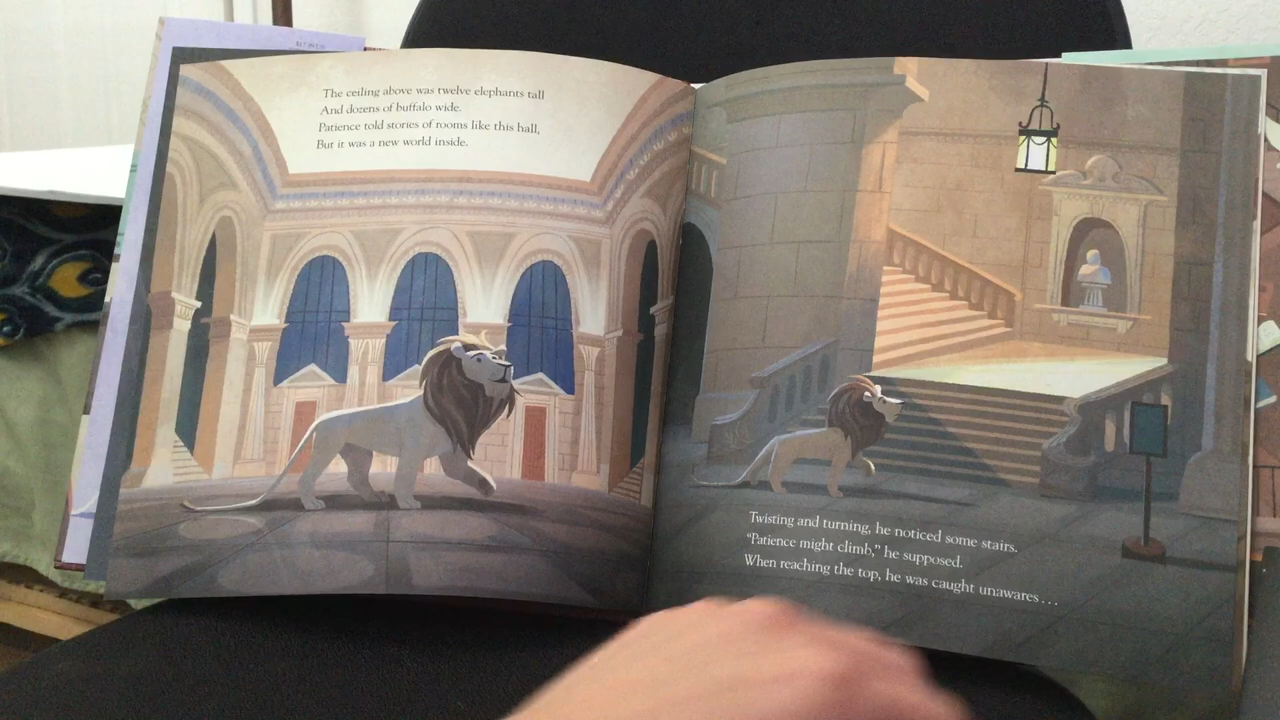 The ceiling above was twelve elephants tall
And dozens of buffalo wide.
Patience told stories of rooms like this hall,
But it was a new world inside.
Twisting and turning, he noticed some stairs.
“Patience might climb,” he supposed.
When reaching the top, he was caught unawares . . .